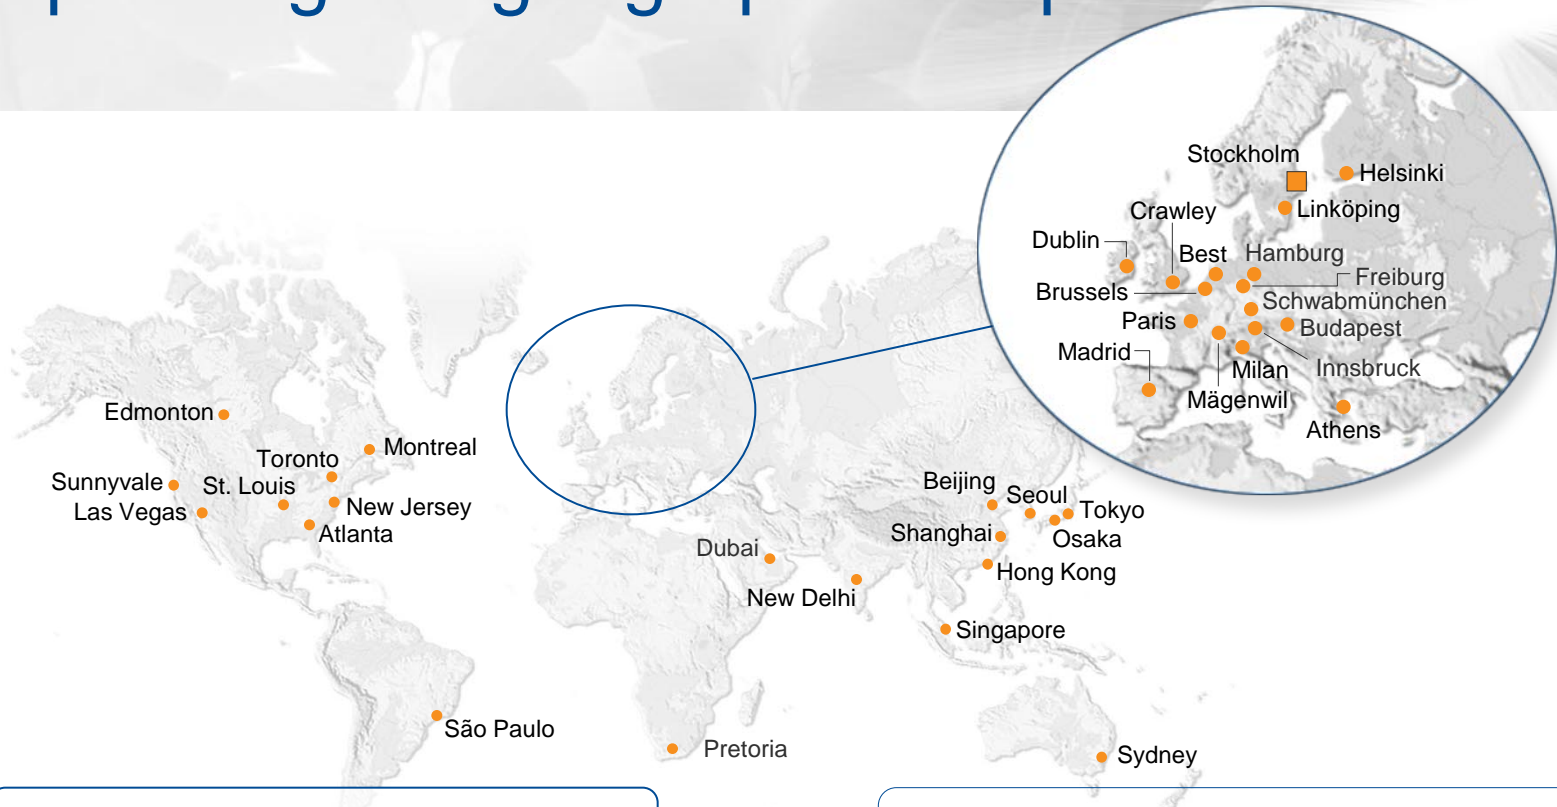 Stockholm
Helsinki
Crawley
Linköping
Dublin
Best
Hamburg
Freiburg
Brussels
Schwabmünchen
Paris
Budapest
Madrid
Milan
Innsbruck
Mägenwil
Athens
Edmonton
Montreal
Toronto
Sunnyvale
St. Louis
Las Vegas
New Jersey
Atlanta
Beijing
Seoul
Tokyo
Shanghai
Osaka
Dubai
Hong Kong
New Delhi
Singapore
São Paulo
Pretoria
Sydney